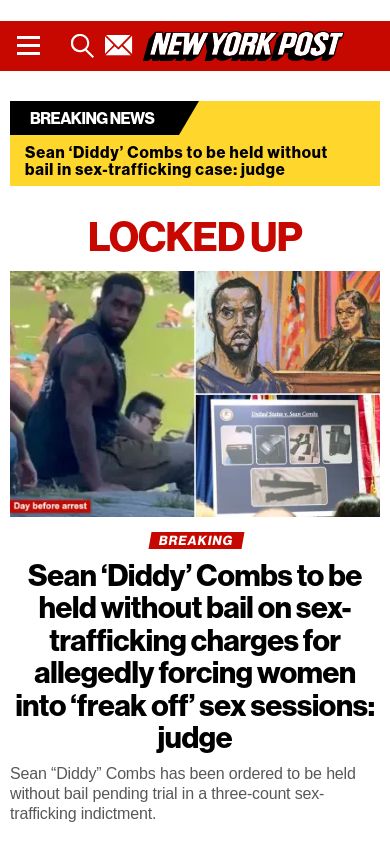 NEW YORK POST
BREAKING NEWS
Sean ‘Diddy’ Combs to be held without
bail in sex-trafficking case: judge
LOCKED UP
United States v. Sean Combs
Day before arrest
BREAKING
Sean ‘Diddy’ Combs to be
held without bail on sex-
trafficking charges for
allegedly forcing women
into ‘freak off’ sex sessions:
judge
Sean “Diddy” Combs has been ordered to be held
without bail pending trial in a three-count sex-
trafficking indictment.